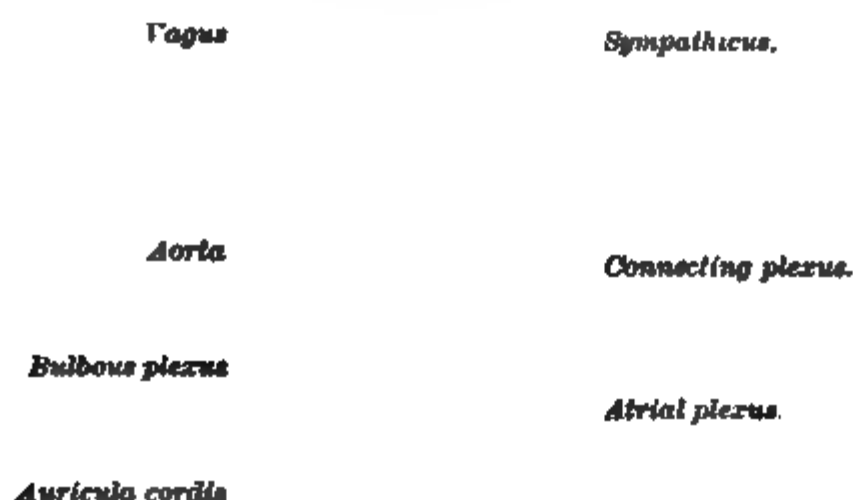 Vagus
Sympathicus.
Aorta
Connecting plexus.
Bulbous plexus
Atrial plexus.
Auricula cordis